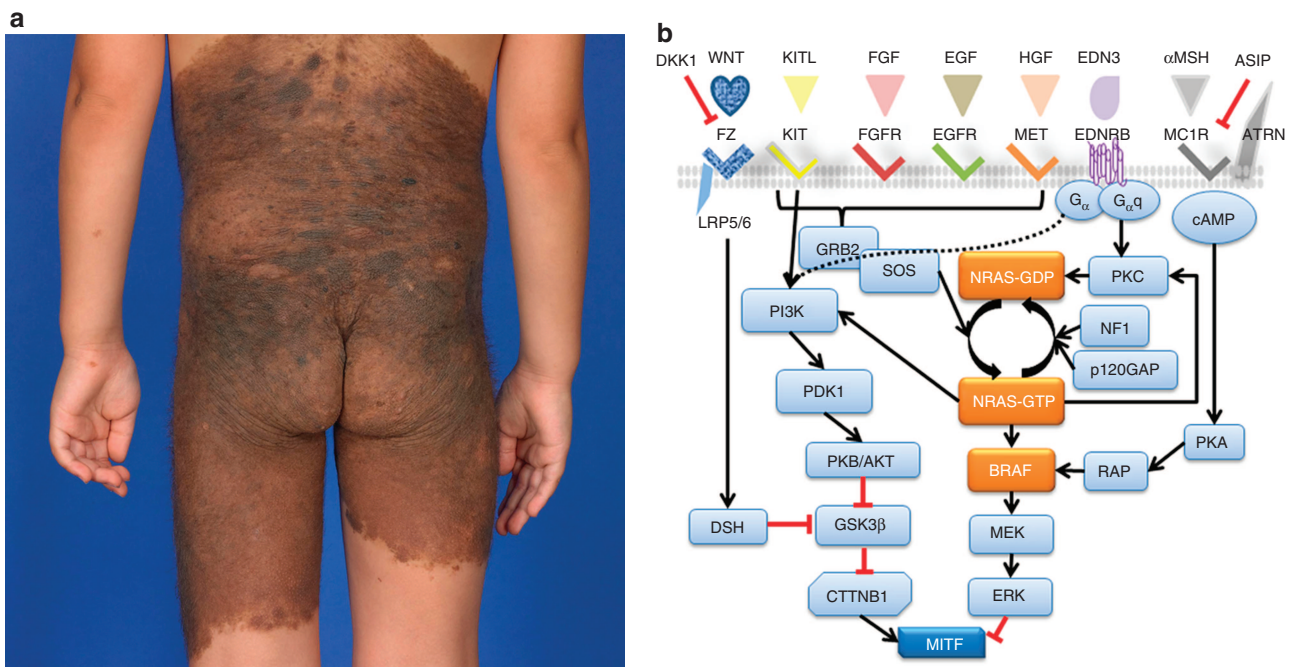 a
b
DKK1 WNT KITL FGF EGF HGF EDN3 αMSH ASIP
FZ KIT FGFR EGFR MET EDNRB MC1R ATRN
LRP5/6
Gα Gαq cAMP
GRB2
SOS
NRAS-GDP PKC
PI3K
NF1
p120GAP
PDK1
NRAS-GTP
PKA
PKB/AKT
BRAF RAP
DSH GSK3β
MEK
CTTNB1
ERK
MITF